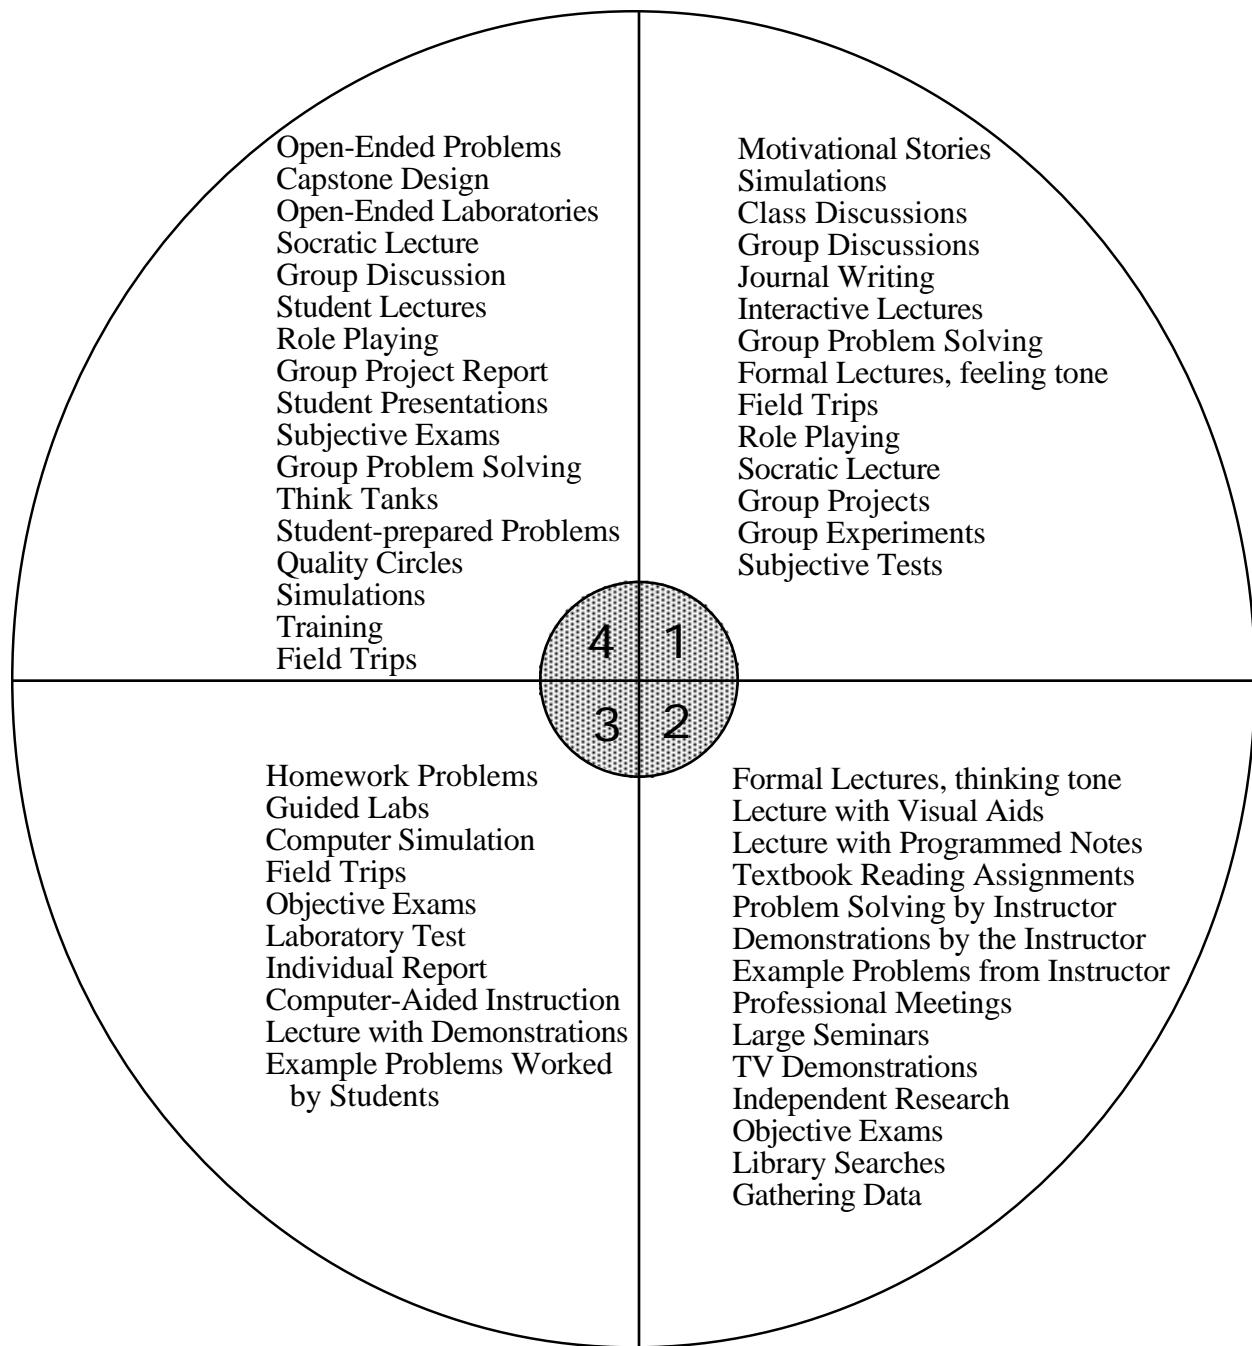 Open-Ended Problems
Capstone Design
Open-Ended Laboratories
Socratic Lecture
Group Discussion
Student Lectures
Role Playing
Group Project Report
Student Presentations
Subjective Exams
Group Problem Solving
Think Tanks
Student-prepared Problems
Quality Circles
Simulations
Training
Field Trips
Motivational Stories
Simulations
Class Discussions
Group Discussions
Journal Writing
Interactive Lectures
Group Problem Solving
Formal Lectures, feeling tone
Field Trips
Role Playing
Socratic Lecture
Group Projects
Group Experiments
Subjective Tests
4 1
3 2
Homework Problems
Guided Labs
Computer Simulation
Field Trips
Objective Exams
Laboratory Test
Individual Report
Computer-Aided Instruction
Lecture with Demonstrations
Example Problems Worked
by Students
Formal Lectures, thinking tone
Lecture with Visual Aids
Lecture with Programmed Notes
Textbook Reading Assignments
Problem Solving by Instructor
Demonstrations by the Instructor
Example Problems from Instructor
Professional Meetings
Large Seminars
TV Demonstrations
Independent Research
Objective Exams
Library Searches
Gathering Data